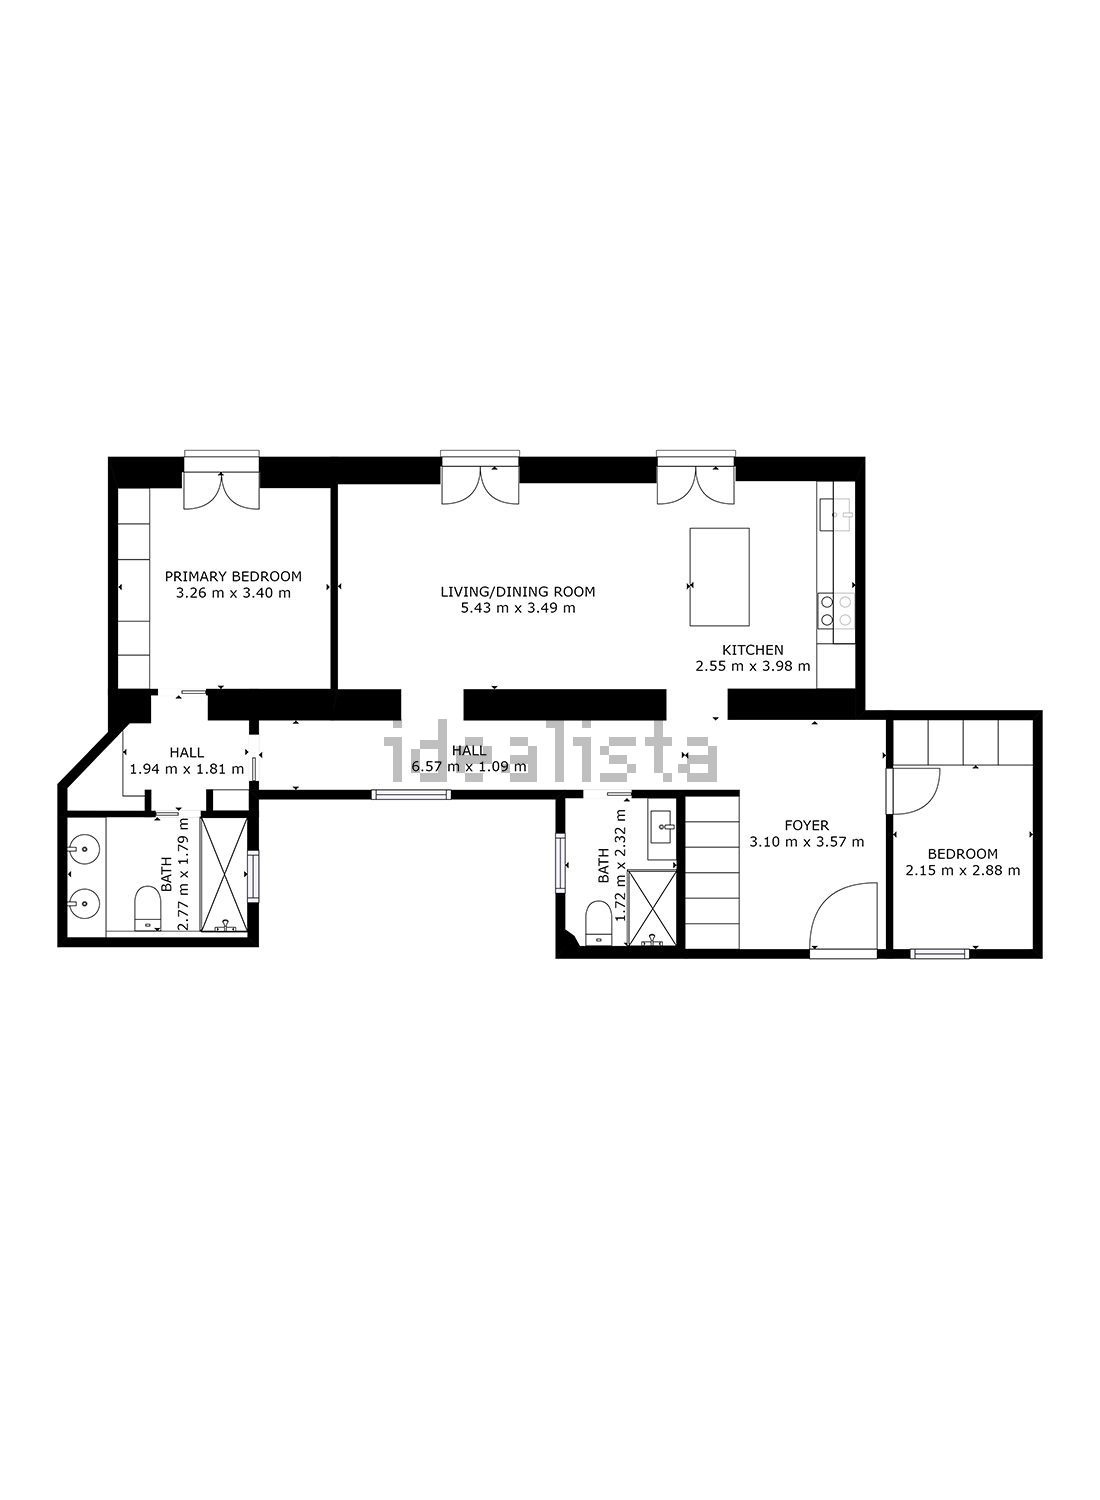 PRIMARY BEDROOM
3.26 m x 3.40 m
LIVING/DINING ROOM
5.43 m x 3.49 m
KITCHEN
2.55 m x 3.98 m
HALL
1.94 m x 1.81 m
HALL
6.57 m x 1.09 m
idealista
FOYER
3.10 m x 3.57 m
BEDROOM
2.15 m x 2.88 m
BATH
2.77 m x 1.79 m
BATH
1.72 m x 2.32 m